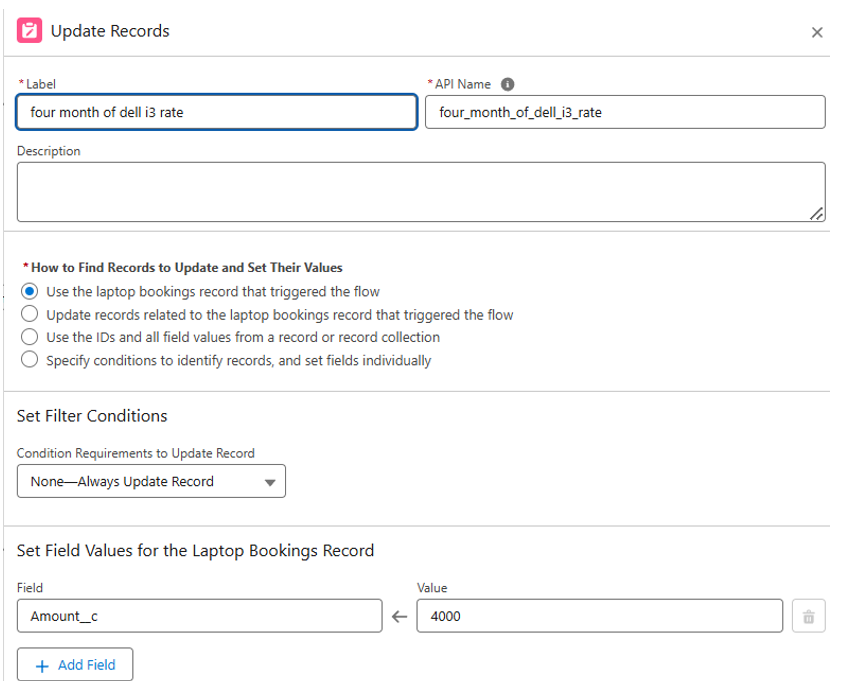 Update Records
* Label
* API Name
four month of dell i3 rate
four_month_of_dell_i3_rate
Description
* How to Find Records to Update and Set Their Values
Use the laptop bookings record that triggered the flow
Update records related to the laptop bookings record that triggered the flow
Use the IDs and all field values from a record or record collection
Specify conditions to identify records, and set fields individually
Set Filter Conditions
Condition Requirements to Update Record
None—Always Update Record
Set Field Values for the Laptop Bookings Record
Field
Value
Amount__c
4000
+ Add Field